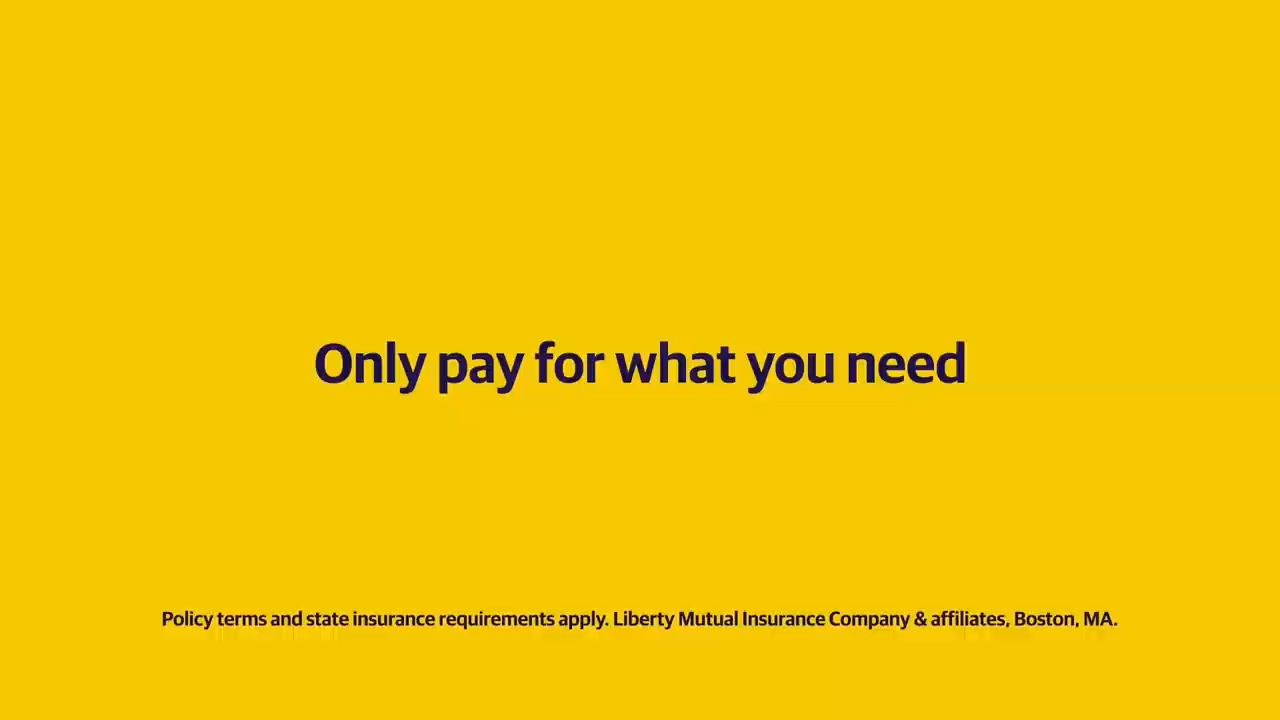 Only pay for what you need
Policy terms and state insurance requirements apply. Liberty Mutual Insurance Company & affiliates, Boston, MA.